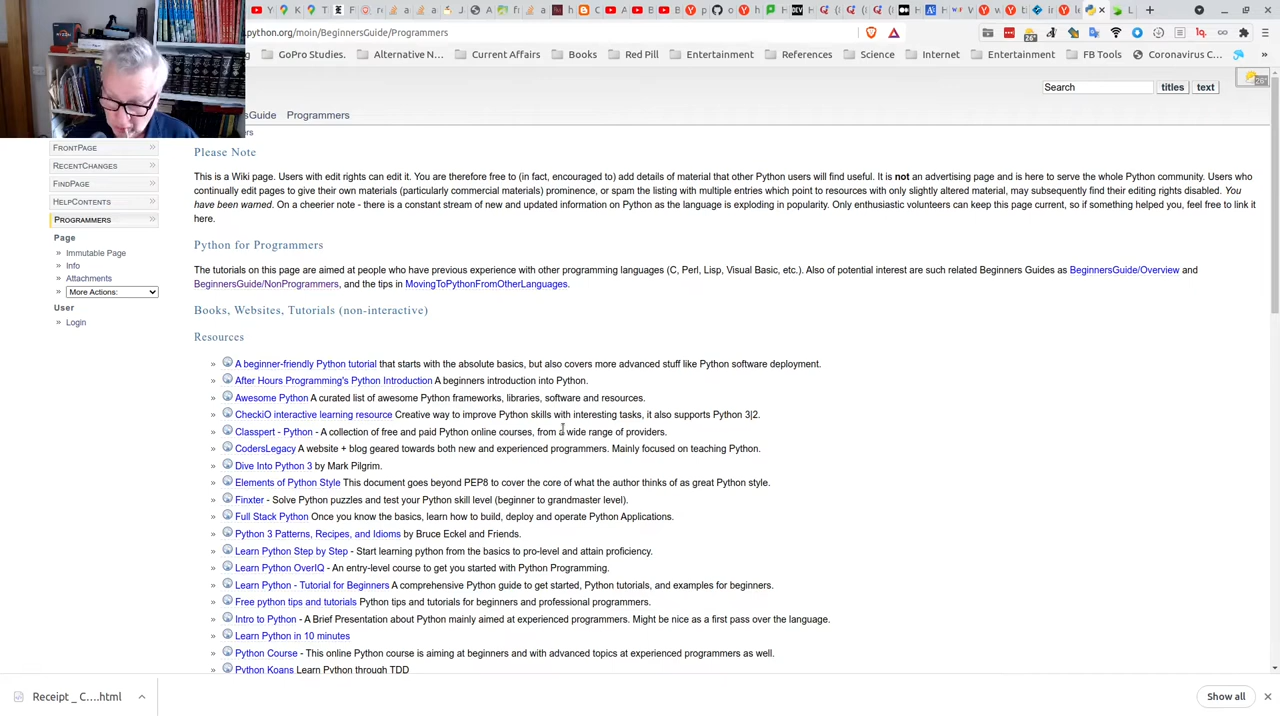 .python.org/moin/BeginnersGuide/Programmers
GoPro Studies.
Alternative N...
Current Affairs
Books
Red Pill
Entertainment
References
Science
Internet
Entertainment
FB Tools
Coronavirus C...
Search
titles
text
sGuide Programmers
ers
FRONTPAGE
RECENTCHANGES
FINDPAGE
HELPCONTENTS
PROGRAMMERS
Page
» Immutable Page
» Info
» Attachments
» More Actions:
User
» Login
Please Note
This is a Wiki page. Users with edit rights can edit it. You are therefore free to (in fact, encouraged to) add details of material that other Python users will find useful. It is not an advertising page and is here to serve the whole Python community. Users who
continually edit pages to give their own materials (particularly commercial materials) prominence, or spam the listing with multiple entries which point to resources with only slightly altered material, may subsequently find their editing rights disabled. You
have been warned. On a cheerier note - there is a constant stream of new and updated information on Python as the language is exploding in popularity. Only enthusiastic volunteers can keep this page current, so if something helped you, feel free to link it
here.
Python for Programmers
The tutorials on this page are aimed at people who have previous experience with other programming languages (C, Perl, Lisp, Visual Basic, etc.). Also of potential interest are such related Beginners Guides as BeginnersGuide/Overview and
BeginnersGuide/NonProgrammers, and the tips in MovingToPythonFromOtherLanguages.
Books, Websites, Tutorials (non-interactive)
Resources
» A beginner-friendly Python tutorial that starts with the absolute basics, but also covers more advanced stuff like Python software deployment.
» After Hours Programming's Python Introduction A beginners introduction into Python.
» Awesome Python A curated list of awesome Python frameworks, libraries, software and resources.
» CheckiO interactive learning resource Creative way to improve Python skills with interesting tasks, it also supports Python 3|2.
» Classpert - Python - A collection of free and paid Python online courses, from a wide range of providers.
» CodersLegacy A website + blog geared towards both new and experienced programmers. Mainly focused on teaching Python.
» Dive Into Python 3 by Mark Pilgrim.
» Elements of Python Style This document goes beyond PEP8 to cover the core of what the author thinks of as great Python style.
» Finxter - Solve Python puzzles and test your Python skill level (beginner to grandmaster level).
» Full Stack Python Once you know the basics, learn how to build, deploy and operate Python Applications.
» Python 3 Patterns, Recipes, and Idioms by Bruce Eckel and Friends.
» Learn Python Step by Step - Start learning python from the basics to pro-level and attain proficiency.
» Learn Python OverIQ - An entry-level course to get you started with Python Programming.
» Learn Python - Tutorial for Beginners A comprehensive Python guide to get started, Python tutorials, and examples for beginners.
» Free python tips and tutorials Python tips and tutorials for beginners and professional programmers.
» Intro to Python - A Brief Presentation about Python mainly aimed at experienced programmers. Might be nice as a first pass over the language.
» Learn Python in 10 minutes
» Python Course - This online Python course is aiming at beginners and with advanced topics at experienced programmers as well.
» Python Koans Learn Python through TDD
Receipt _ C....html
Show all